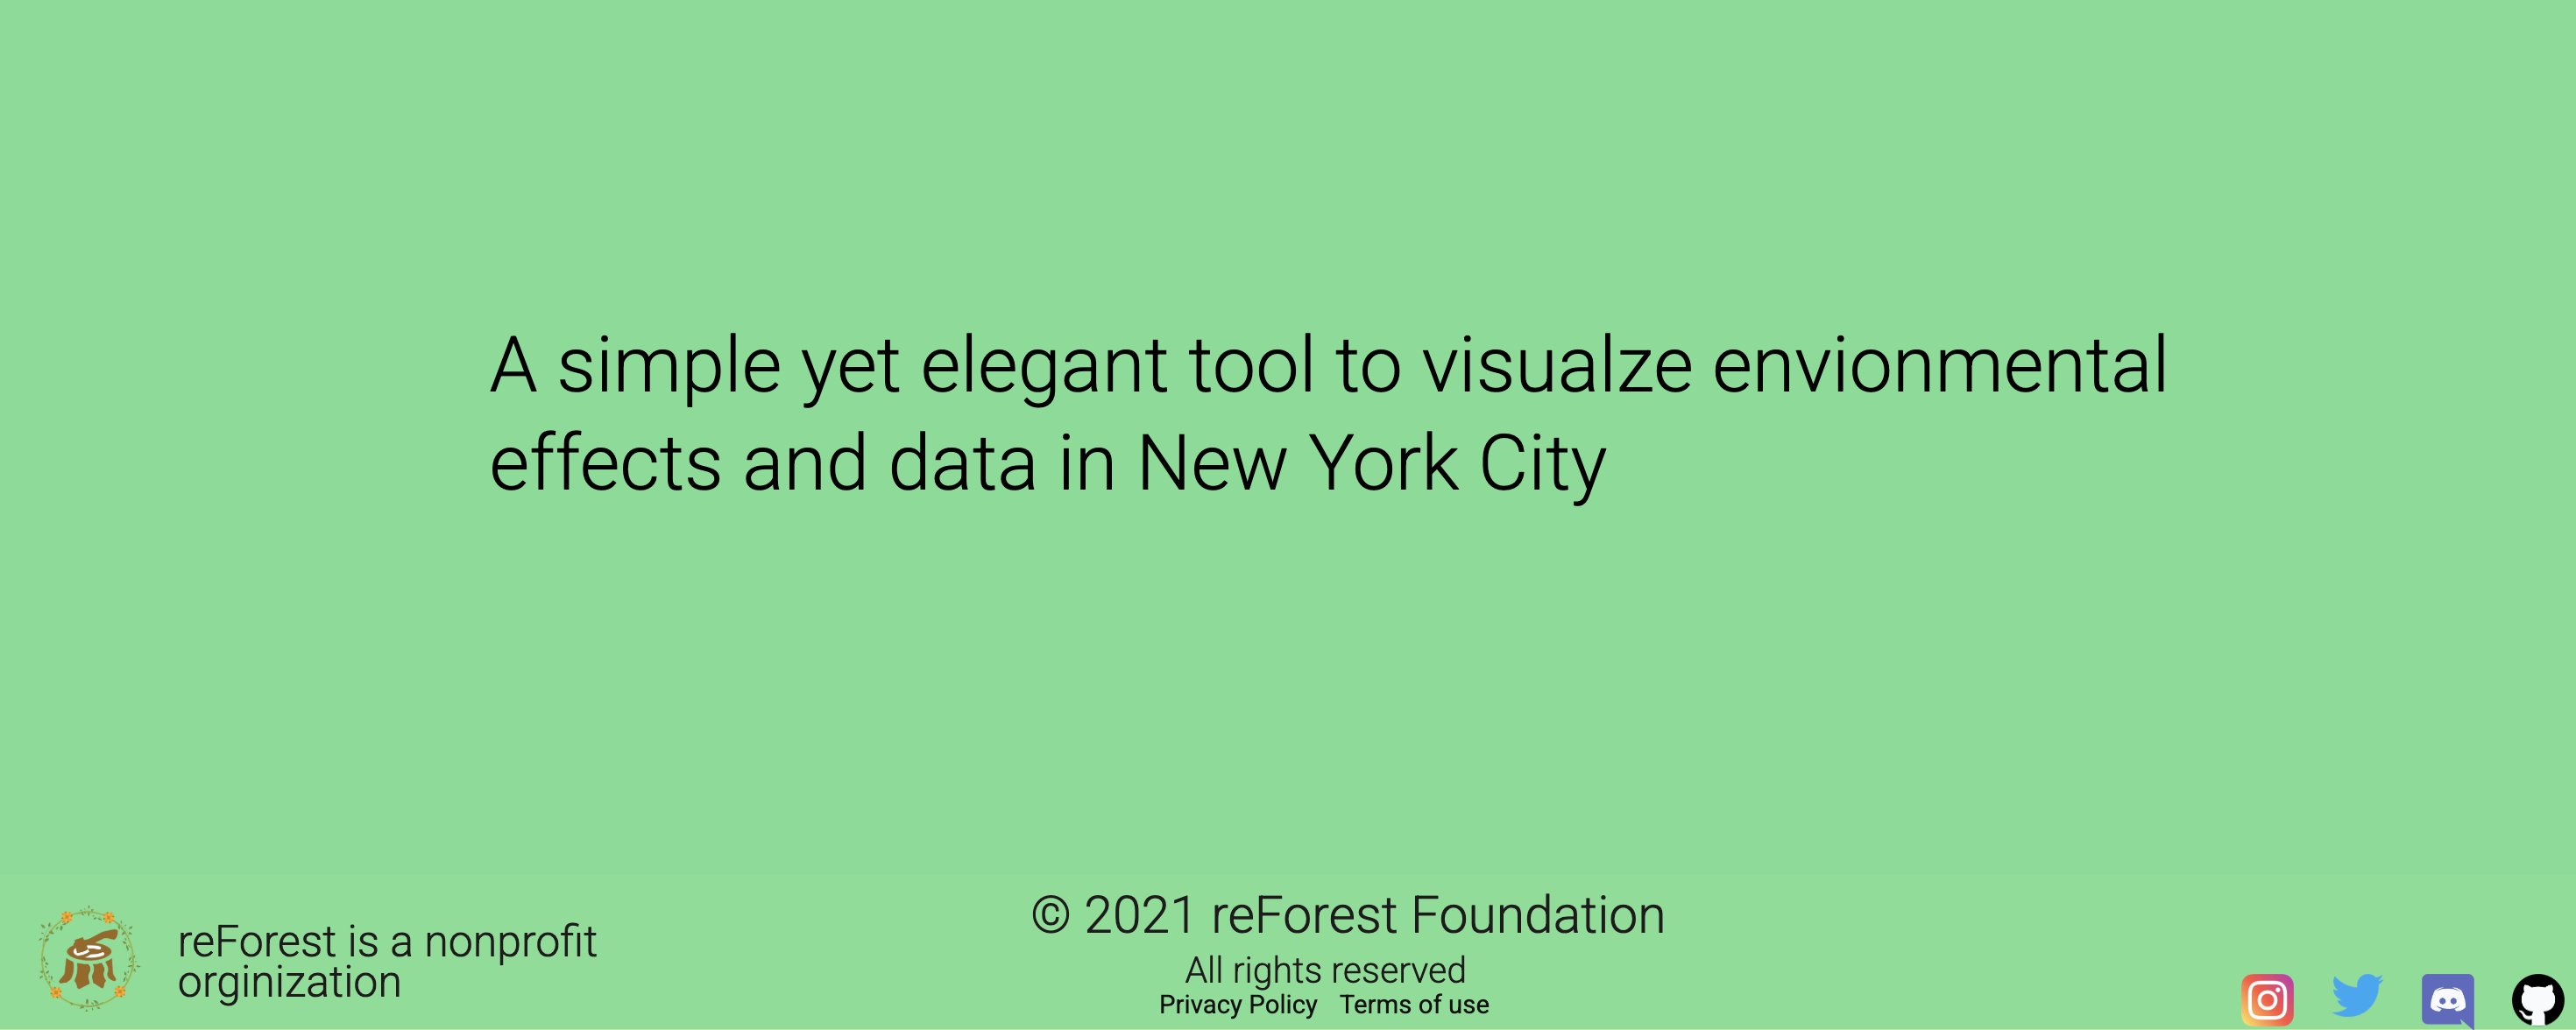 A simple yet elegant tool to visualze envionmental
effects and data in New York City
reForest is a nonprofit
orginization
© 2021 reForest Foundation
All rights reserved
Privacy Policy Terms of use